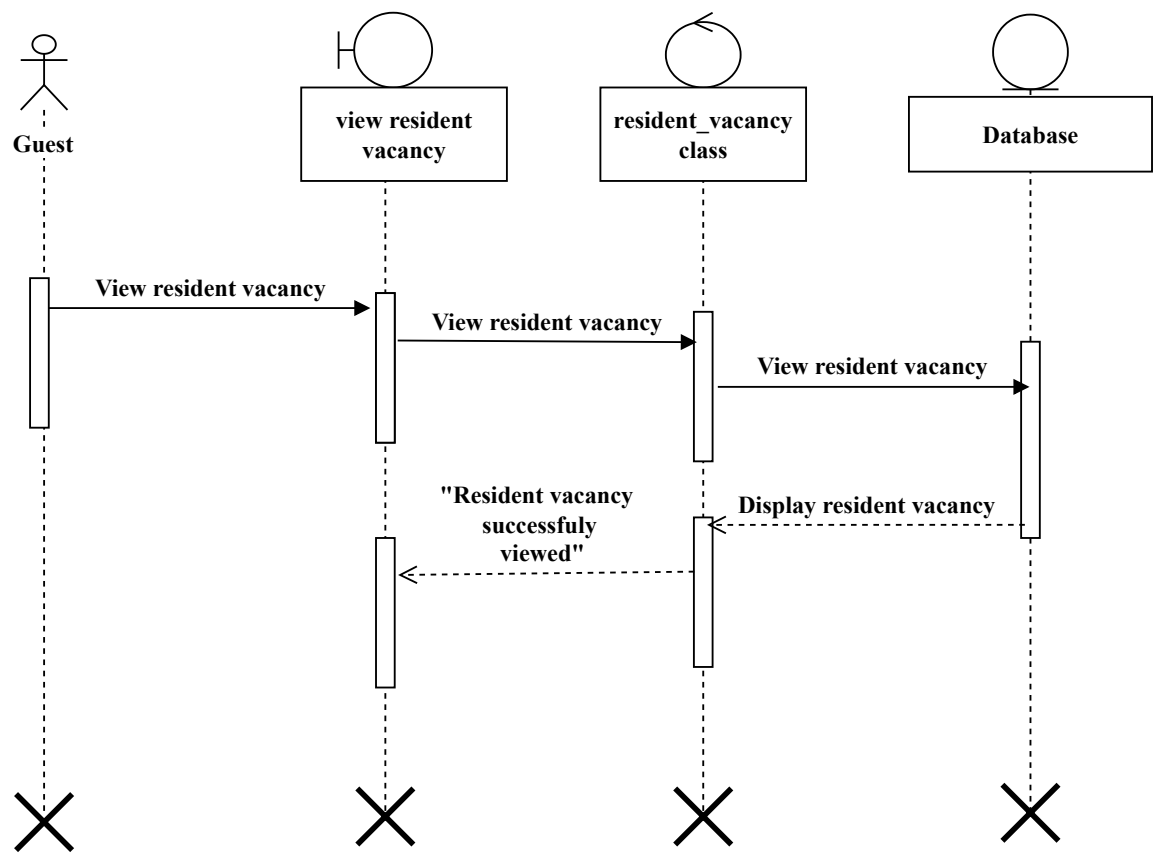 Guest
view resident
vacancy
resident_vacancy
class
Database
View resident vacancy
View resident vacancy
View resident vacancy
"Resident vacancy
successfuly
viewed"
Display resident vacancy